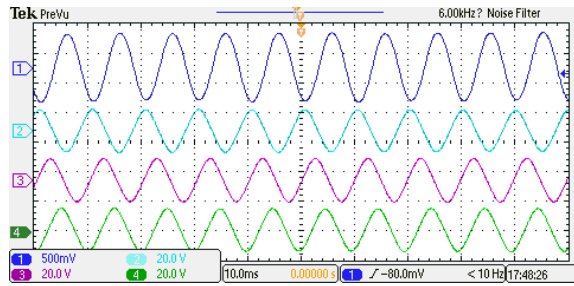 Tek PreVu 6.00kHz? Noise Filter
1
2
3
4
1 500mV 2 20.0 V
3 20.0 V 4 20.0 V
10.0ms 0.00000 s 1 -80.0mV < 10 Hz 17:48:26